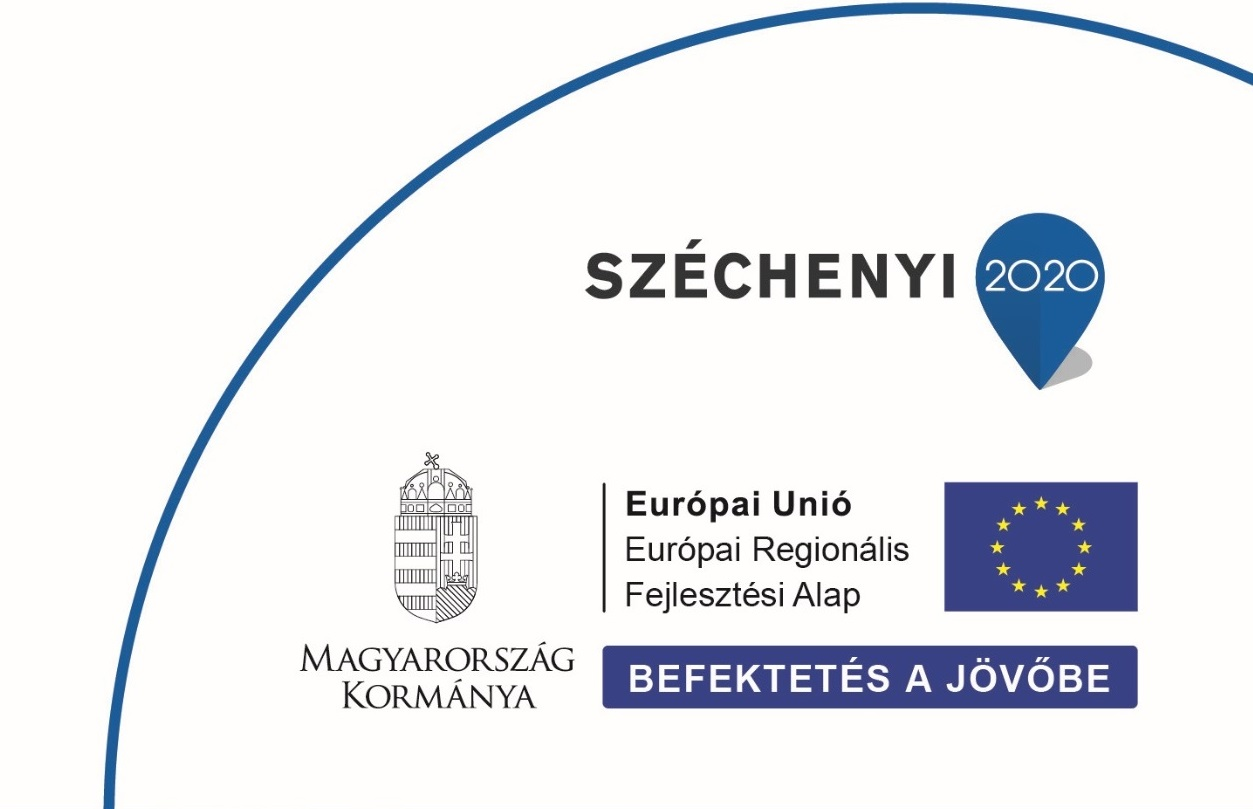 SZÉCHENYI 2020
Európai Unió
Európai Regionális
Fejlesztési Alap
MAGYARORSZÁG
KORMÁNYA
BEFEKTETÉS A JÖVŐBE